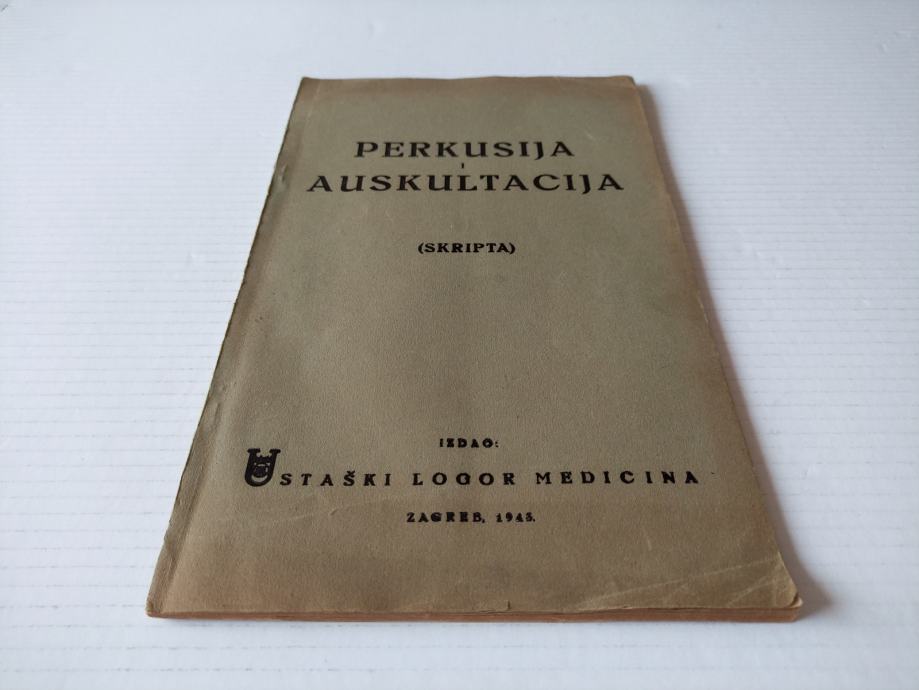 PERKUSIJA
I
AUSKULTACIJA
(SKRIPTA)
IZDAO:
USTAŠKI LOGOR MEDICINA
ZAGREB, 1943.